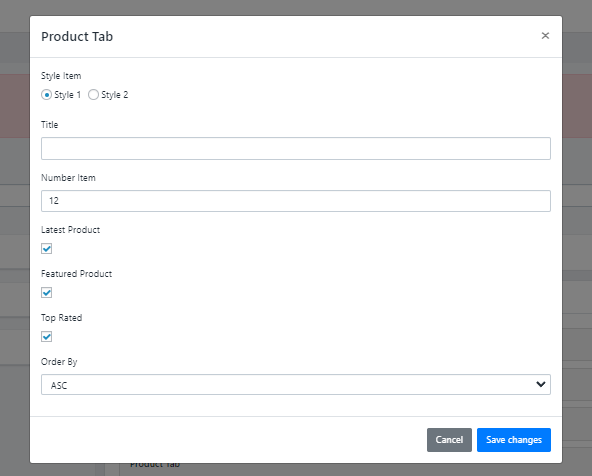 Product Tab
×
Style Item
Style 1 Style 2
Title
Number Item
12
Latest Product
Featured Product
Top Rated
Order By
ASC
Cancel Save changes
Product Tab